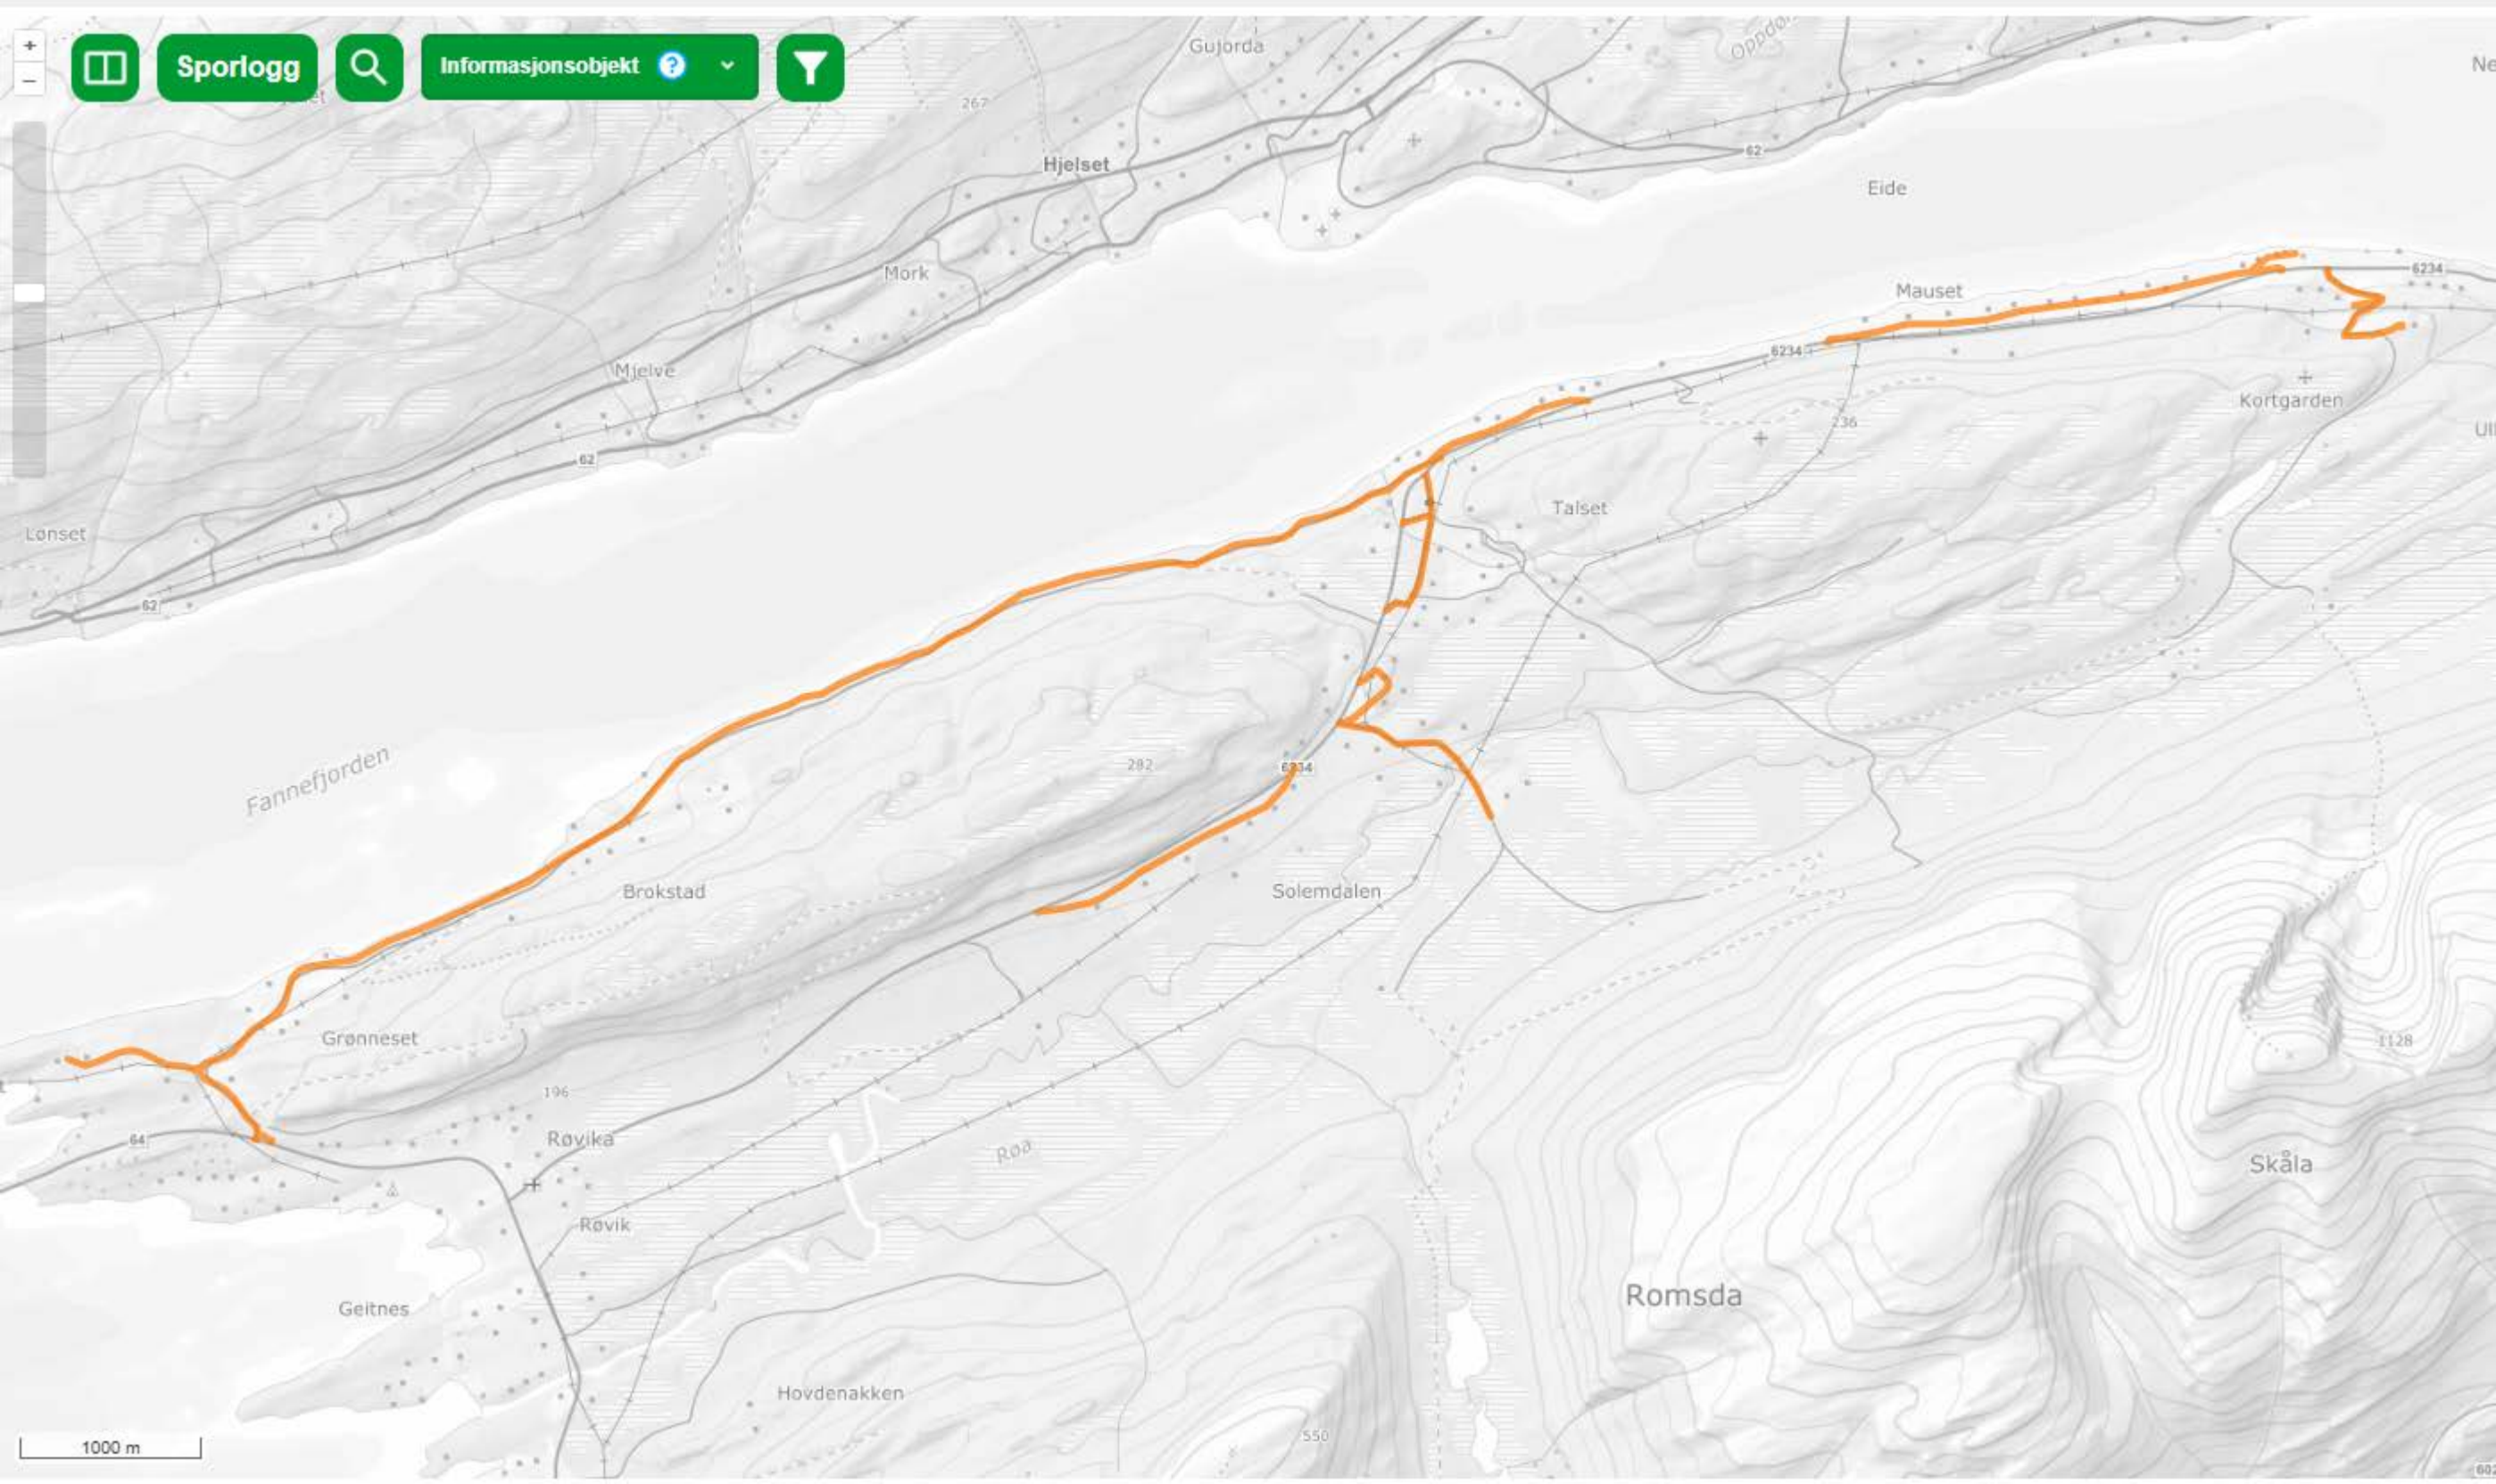 +
−
Sporlogg
Informasjonsobjekt ?
Gujorda
267
Hjelset
62
Eide
Mork
Mauset
6234
6234
Mjelve
Kortgarden
236
62
Talset
Lønset
62
Fannefjorden
282
Brokstad
Solemdalen
Grønneset
1128
196
64
Røvika
Røa
Skåla
Røvik
Romsda
Geitnes
Hovdenakken
550
1000 m